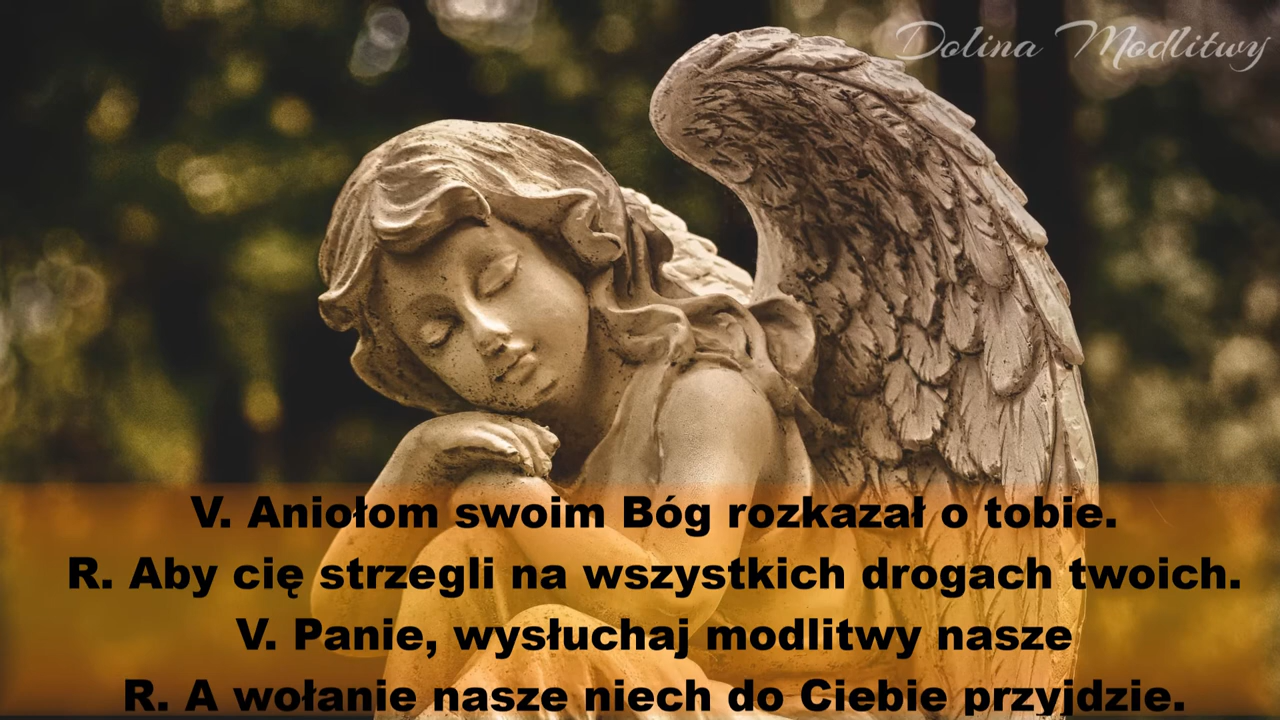 Dolina Modlitwy
V. Aniołom swoim Bóg rozkazał o tobie.
R. Aby cię strzegli na wszystkich drogach twoich.
V. Panie, wysłuchaj modlitwy nasze
R. A wołanie nasze niech do Ciebie przyjdzie.